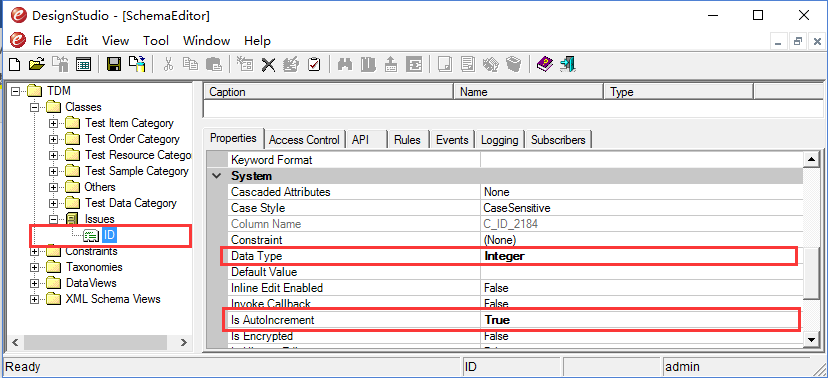 DesignStudio - [SchemaEditor]
File Edit View Tool Window Help
TDM
Classes
Test Item Category
Test Order Category
Test Resource Catego
Test Sample Category
Others
Test Data Category
Issues
ID
Constraints
Taxonomies
DataViews
XML Schema Views
Caption Name Type
Properties Access Control API Rules Events Logging Subscribers
Keyword Format
System
Cascaded Attributes None
Case Style CaseSensitive
Column Name C_ID_2184
Constraint (None)
Data Type Integer
Default Value
Inline Edit Enabled False
Invoke Callback False
Is AutoIncrement True
Is Encrypted False
Ready ID admin